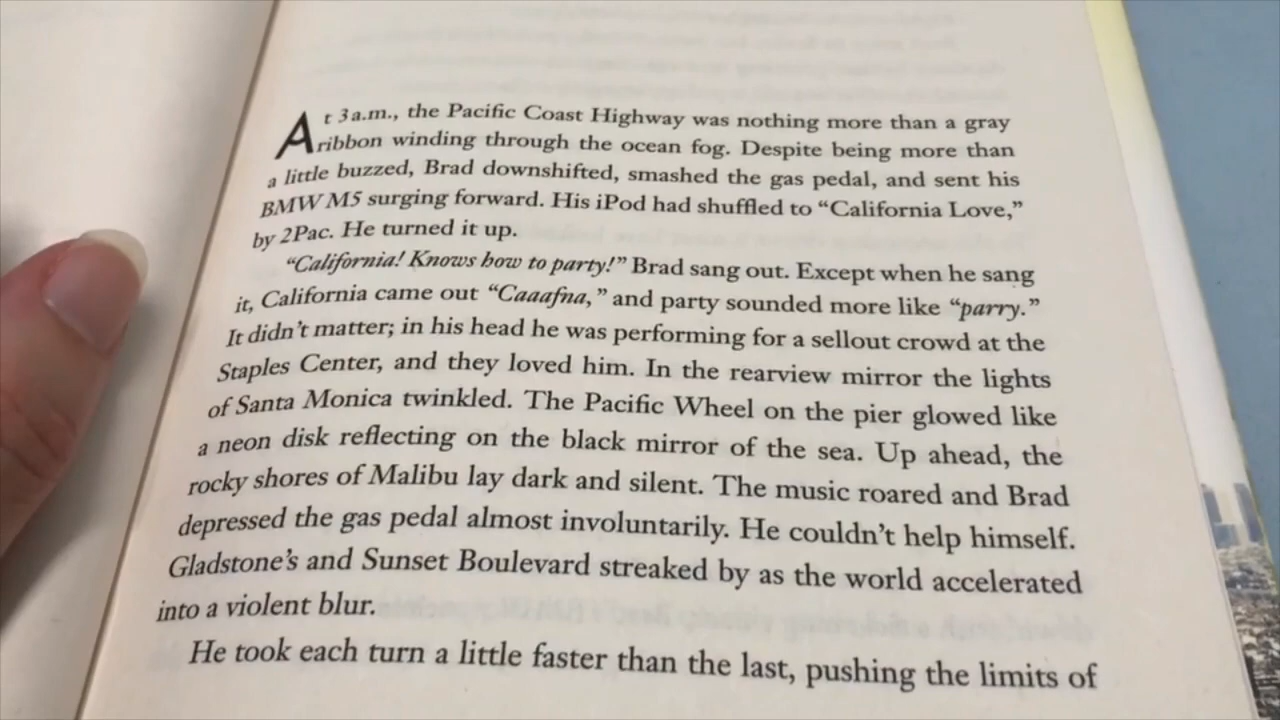 At 3 a.m., the Pacific Coast Highway was nothing more than a gray
ribbon winding through the ocean fog. Despite being more than
a little buzzed, Brad downshifted, smashed the gas pedal, and sent his
BMW M5 surging forward. His iPod had shuffled to “California Love,”
by 2Pac. He turned it up.
“California! Knows how to party!” Brad sang out. Except when he sang
it, California came out “Caaafna,” and party sounded more like “parry.”
It didn’t matter; in his head he was performing for a sellout crowd at the
Staples Center, and they loved him. In the rearview mirror the lights
of Santa Monica twinkled. The Pacific Wheel on the pier glowed like
a neon disk reflecting on the black mirror of the sea. Up ahead, the
rocky shores of Malibu lay dark and silent. The music roared and Brad
depressed the gas pedal almost involuntarily. He couldn’t help himself.
Gladstone’s and Sunset Boulevard streaked by as the world accelerated
into a violent blur.
He took each turn a little faster than the last, pushing the limits of